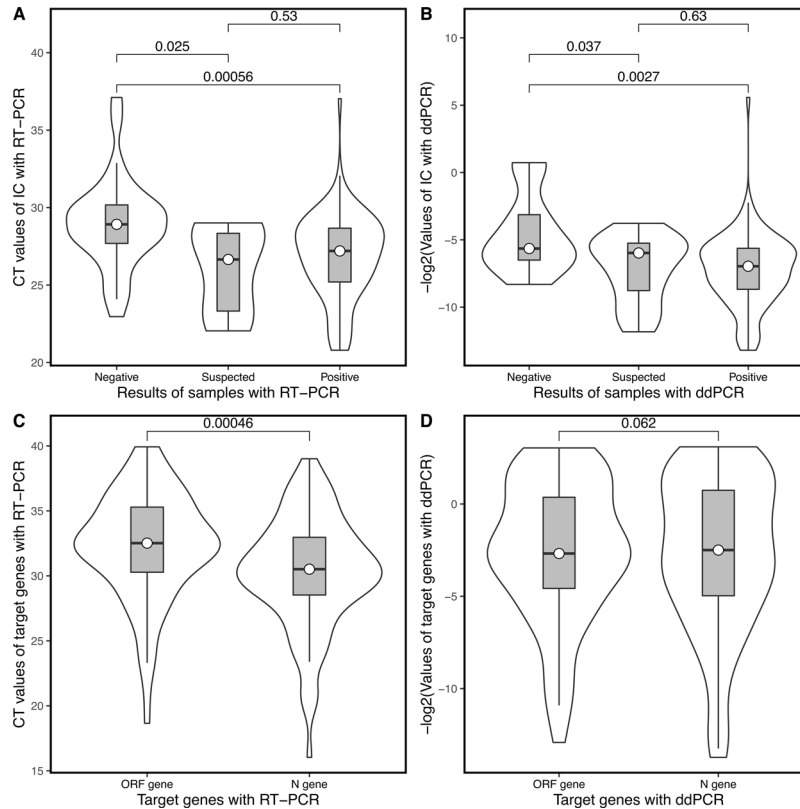 A
0.53
0.025
0.00056
40
35
30
25
20
CT values of IC with RT−PCR
Negative
Suspected
Positive
Results of samples with RT−PCR
B
0.63
0.037
0.0027
10
5
0
−5
−10
−log2(Values of IC with ddPCR)
Negative
Suspected
Positive
Results of samples with ddPCR
C
0.00046
40
35
30
25
20
15
CT values of target genes with RT−PCR
ORF gene
N gene
Target genes with RT−PCR
D
0.062
0
−5
−10
−log2(Values of target genes with ddPCR)
ORF gene
N gene
Target genes with ddPCR